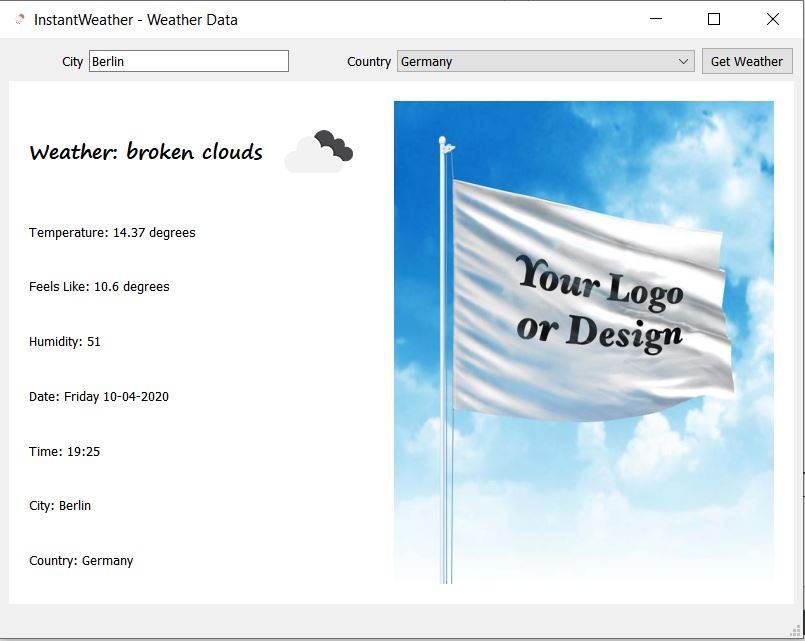 InstantWeather - Weather Data
City Berlin Country Germany Get Weather
Weather: broken clouds
Temperature: 14.37 degrees
Feels Like: 10.6 degrees
Humidity: 51
Date: Friday 10-04-2020
Time: 19:25
City: Berlin
Country: Germany
Your Logo
or Design